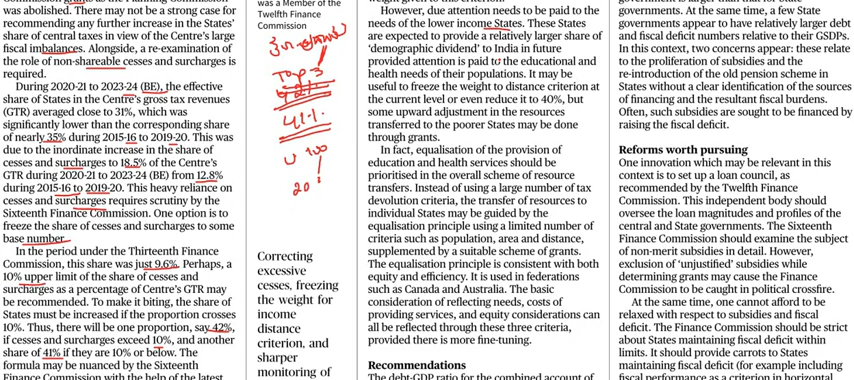 was abolished. There may not be a strong case for
recommending any further increase in the States'
share of central taxes in view of the Centre's large
fiscal imbalances. Alongside, a re-examination of
the role of non-shareable cesses and surcharges is
required.
During 2020-21 to 2023-24 (BE), the effective
share of States in the Centre's gross tax revenues
(GTR) averaged close to 31%, which was
significantly lower than the corresponding share
of nearly 35% during 2015-16 to 2019-20. This was
due to the inordinate increase in the share of
cesses and surcharges to 18.5% of the Centre's
GTR during 2020-21 to 2023-24 (BE) from 12.8%
during 2015-16 to 2019-20. This heavy reliance on
cesses and surcharges requires scrutiny by the
Sixteenth Finance Commission. One option is to
freeze the share of cesses and surcharges to some
base number.
In the period under the Thirteenth Finance
Commission, this share was just 9.6%. Perhaps, a
10% upper limit of the share of cesses and
surcharges as a percentage of Centre's GTR may
be recommended. To make it biting, the share of
States must be increased if the proportion crosses
10%. Thus, there will be one proportion, say 42%,
if cesses and surcharges exceed 10%, and another
share of 41% if they are 10% or below. The
formula may be nuanced by the Sixteenth
Finance Commission with the help of the latest
was a Member of the
Twelfth Finance
Commission
Top 3
42%
41%
100
20
Correcting
excessive
cesses, freezing
the weight for
income
distance
criterion, and
sharper
monitoring of
However, due attention needs to be paid to the
needs of the lower income States. These States
are expected to provide a relatively larger share of
'demographic dividend' to India in future
provided attention is paid to the educational and
health needs of their populations. It may be
useful to freeze the weight to distance criterion at
the current level or even reduce it to 40%, but
some upward adjustment in the resources
transferred to the poorer States may be done
through grants.
In fact, equalisation of the provision of
education and health services should be
prioritised in the overall scheme of resource
transfers. Instead of using a large number of tax
devolution criteria, the transfer of resources to
individual States may be guided by the
equalisation principle using a limited number of
criteria such as population, area and distance,
supplemented by a suitable scheme of grants.
The equalisation principle is consistent with both
equity and efficiency. It is used in federations
such as Canada and Australia. The basic
consideration of reflecting needs, costs of
providing services, and equity considerations can
all be reflected through these three criteria,
provided there is more fine-tuning.
Recommendations
The debt-GDP ratio for the combined account of
governments. At the same time, a few State
governments appear to have relatively larger debt
and fiscal deficit numbers relative to their GSDPs.
In this context, two concerns appear: these relate
to the proliferation of subsidies and the
re-introduction of the old pension scheme in
States without a clear identification of the sources
of financing and the resultant fiscal burdens.
Often, such subsidies are sought to be financed by
raising the fiscal deficit.
Reforms worth pursuing
One innovation which may be relevant in this
context is to set up a loan council, as
recommended by the Twelfth Finance
Commission. This independent body should
oversee the loan magnitudes and profiles of the
central and State governments. The Sixteenth
Finance Commission should examine the subject
of non-merit subsidies in detail. However,
exclusion of 'unjustified' subsidies while
determining grants may cause the Finance
Commission to be caught in political crossfire.
At the same time, one cannot afford to be
relaxed with respect to subsidies and fiscal
deficit. The Finance Commission should be strict
about States maintaining fiscal deficit within
limits. It should provide carrots to States
maintaining fiscal deficit (for example including
fiscal performance as a criterion in horizontal